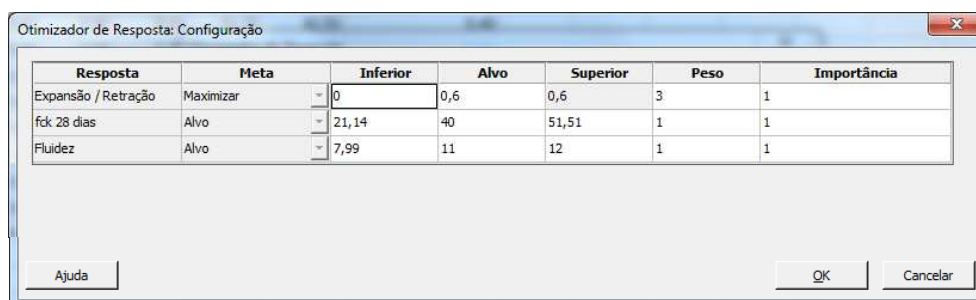 Otimizador de Resposta: Configuração
Resposta Meta Inferior Alvo Superior Peso Importância
Expansão / Retração Maximizar 0 0,6 0,6 3 1
fck 28 dias Alvo 21,14 40 51,51 1 1
Fluidez Alvo 7,99 11 12 1 1
Ajuda OK Cancelar